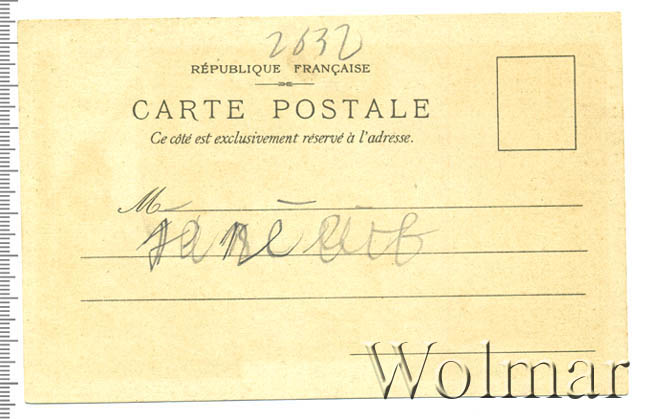 2632
RÉPUBLIQUE FRANÇAISE
CARTE POSTALE
Ce côté est exclusivement réservé à l'adresse.
M
Wolmar